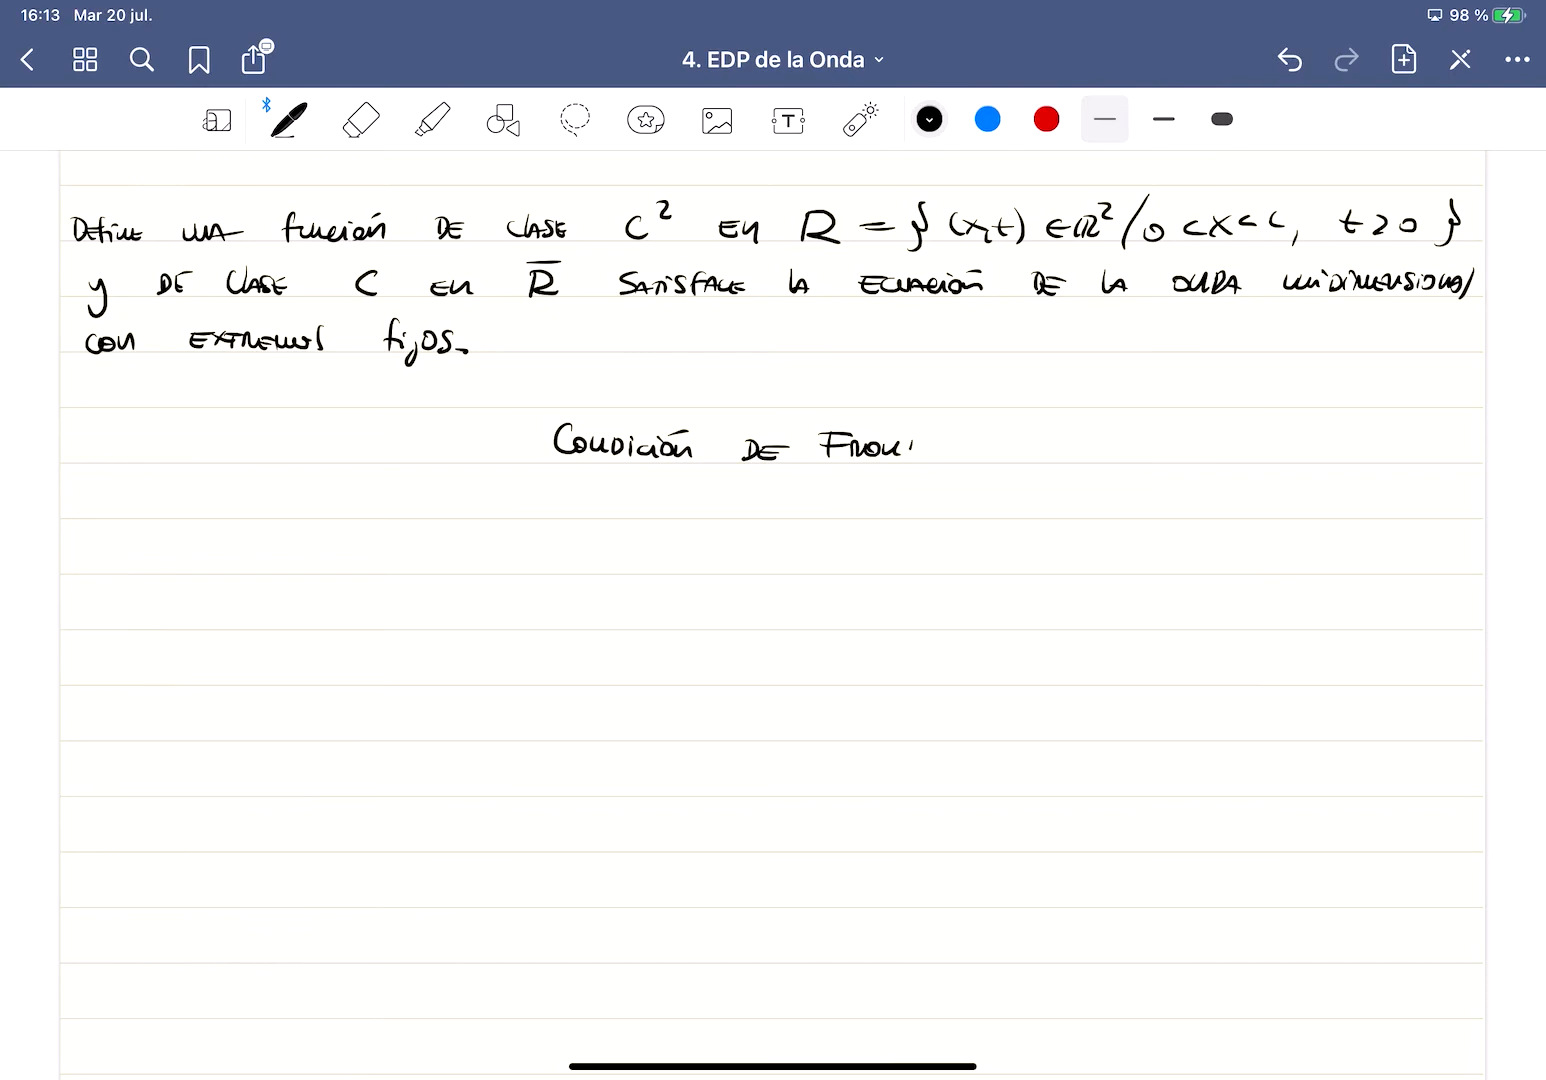 16:13 Mar 20 jul. 98 %
4. EDP de la Onda
Define una función DE clase C² EN R = { (x,t) ∈ ℝ² / 0 < x < L, t > 0 }
y DE clase C en R̅ SATISFACE la ECUACIÓN DE la ONDA unidimensional
con EXTREMOS fijos.
Condición DE Fron